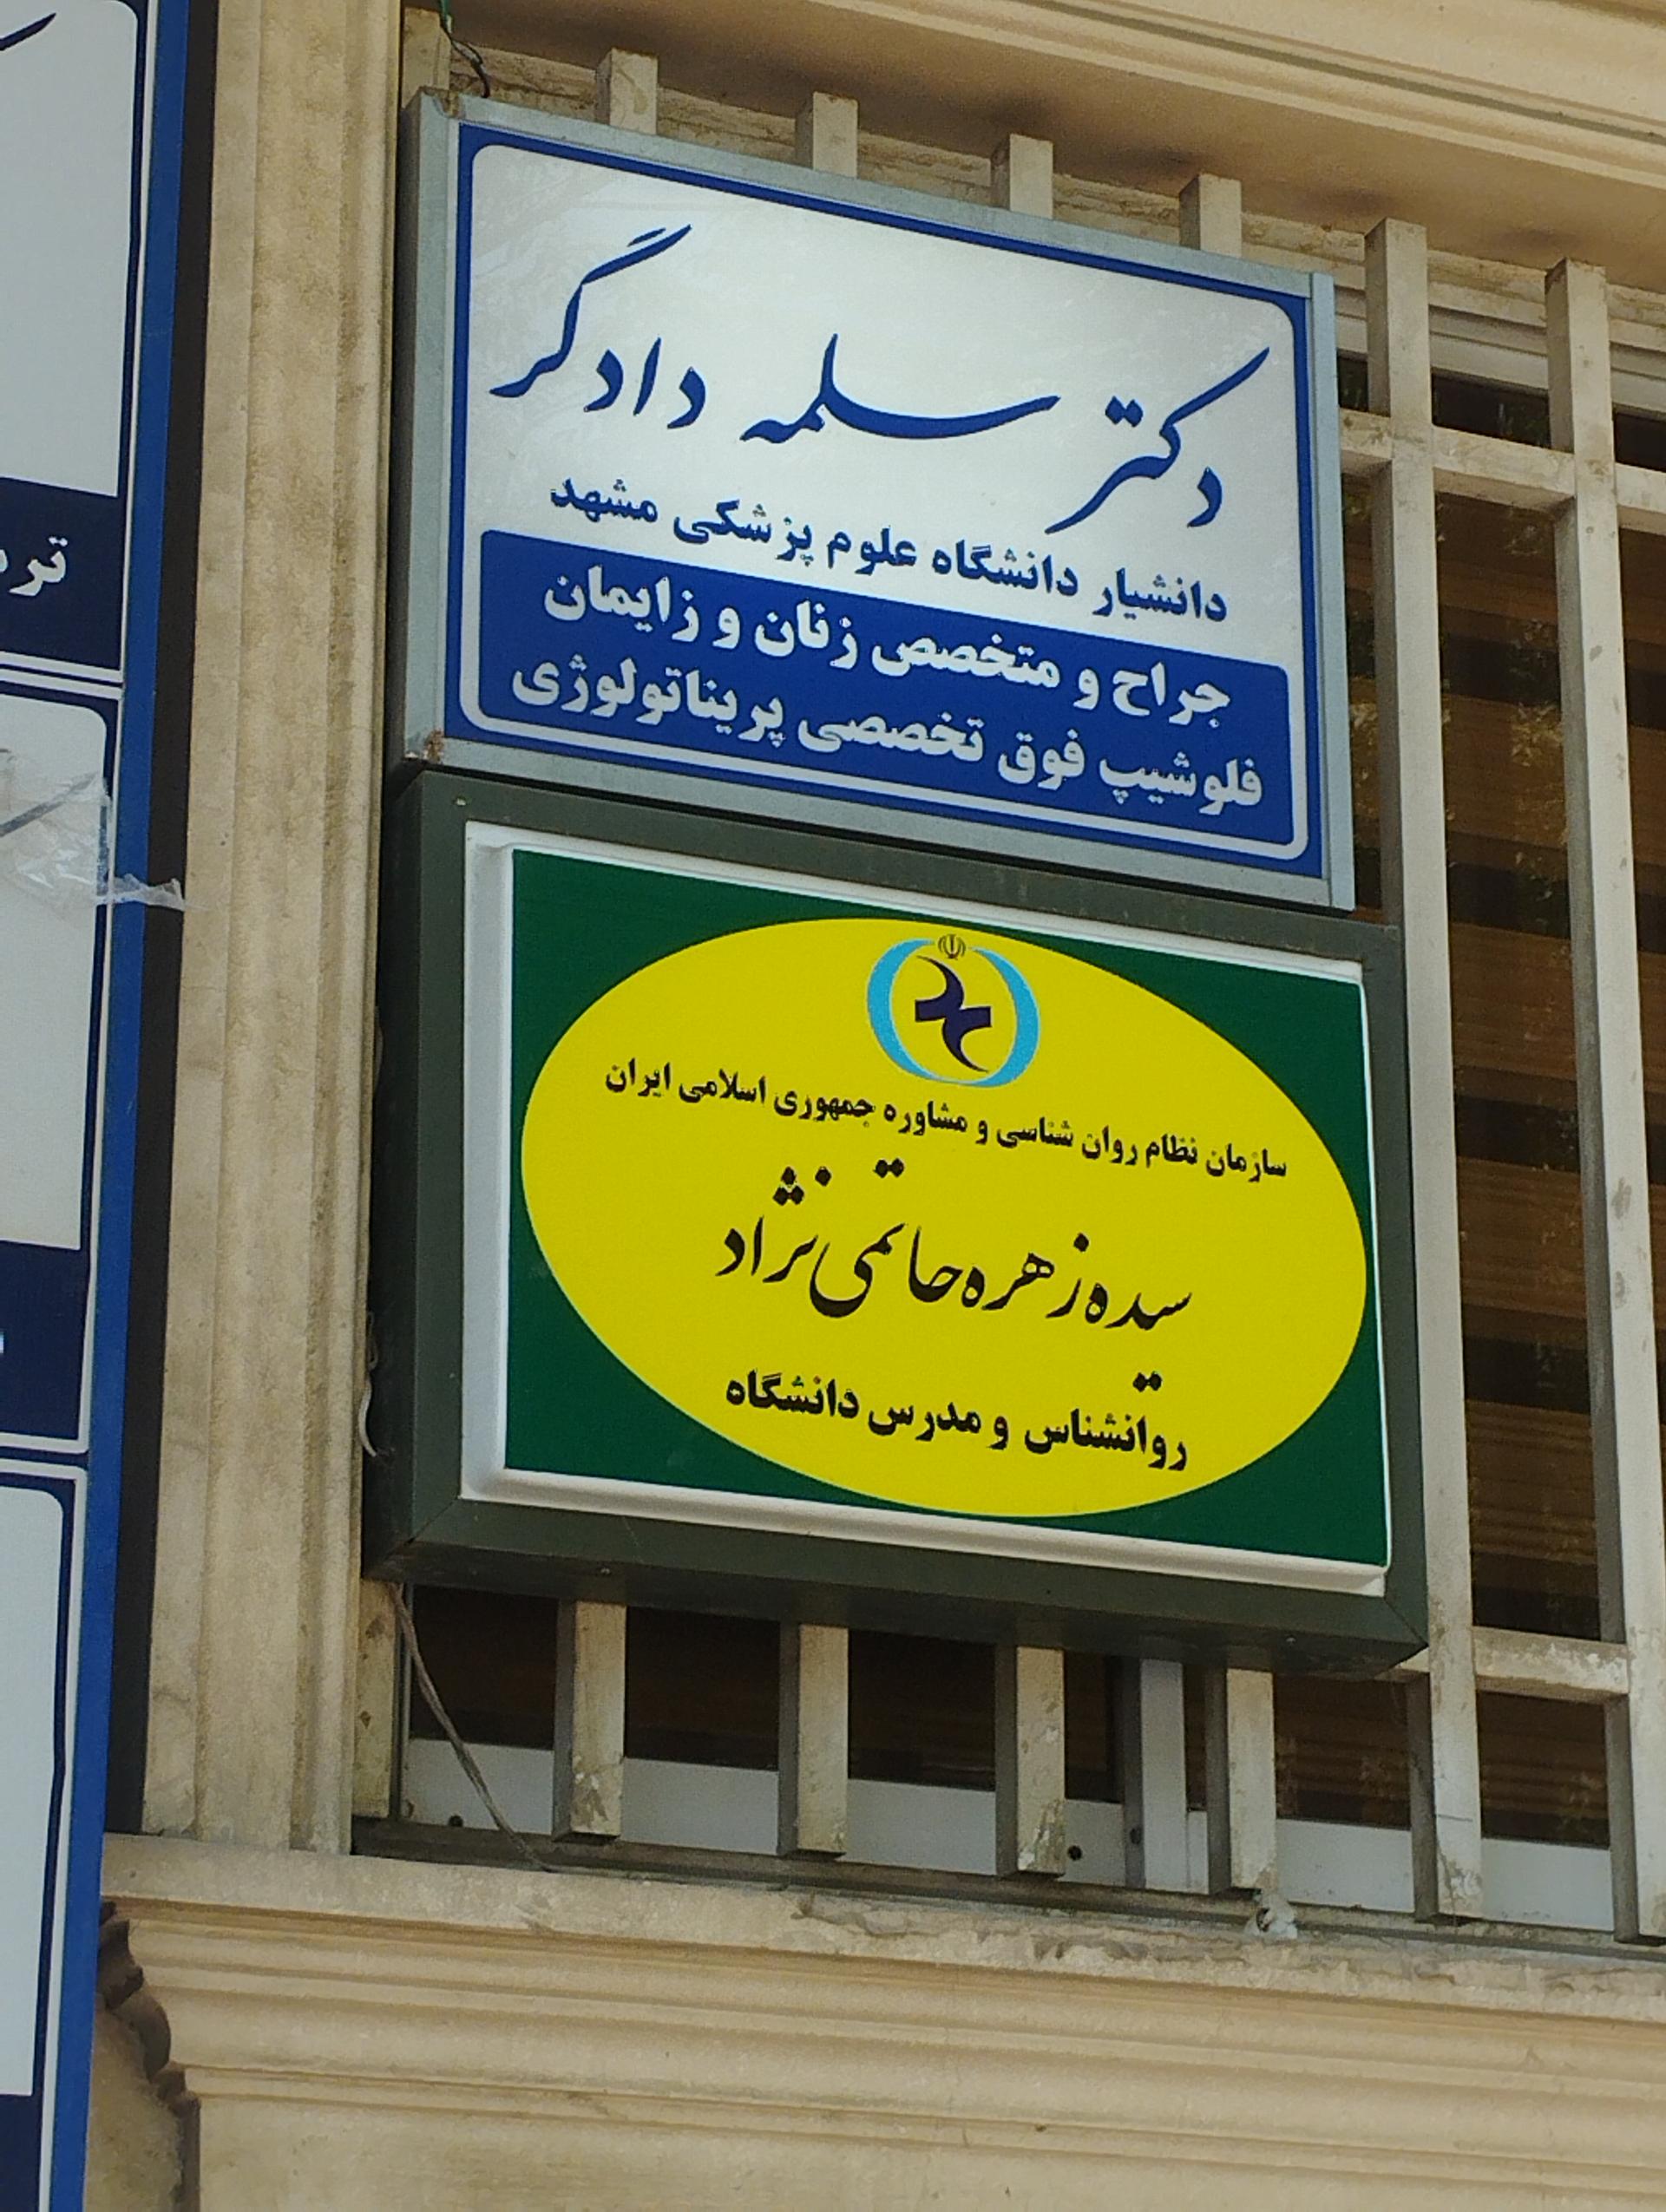 دکتر سلمه دادگر
دانشیار دانشگاه علوم پزشکی مشهد
جراح و متخصص زنان و زایمان
فلوشیپ فوق تخصصی پریناتولوژی
سازمان نظام روان شناسی و مشاوره جمهوری اسلامی ایران
سیده زهره حاتمی نژاد
روانشناس و مدرس دانشگاه